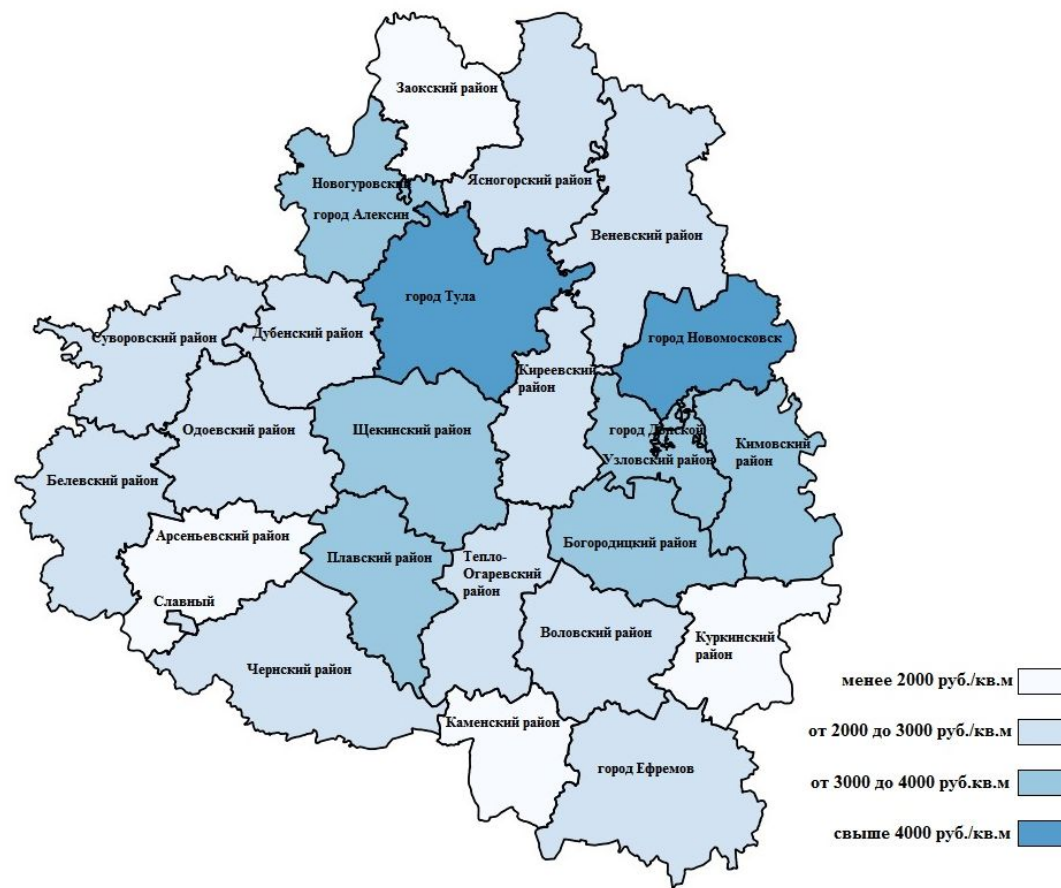 Заокский район
Новогуровский
Ясногорский район
город Алексин
Веневский район
город Тула
Суворовский район
Дубенский район
город Новомосковск
Киреевский
район
Одоевский район
Щекинский район
город Донской
Кимовский
район
Узловский район
Белевский район
Арсеньевский район
Плавский район
Тепло-
Огаревский
район
Богородицкий район
Славный
Чернский район
Воловский район
Куркинский
район
Каменский район
город Ефремов
менее 2000 руб./кв.м
от 2000 до 3000 руб./кв.м
от 3000 до 4000 руб.кв.м
свыше 4000 руб./кв.м